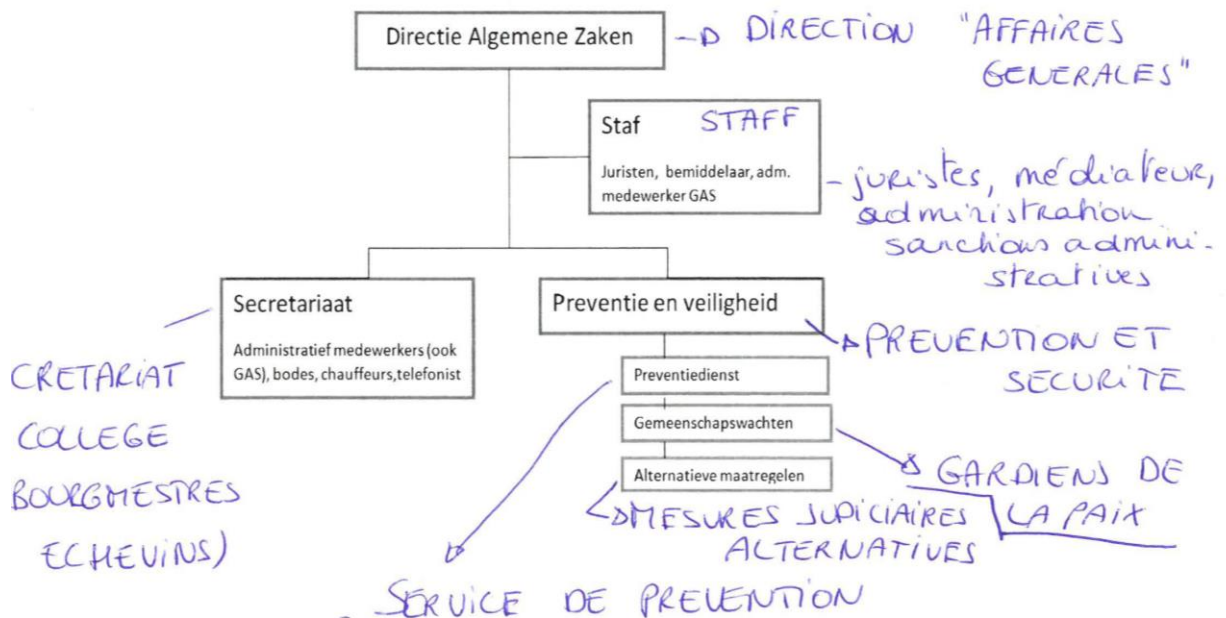 Directie Algemene Zaken
-> DIRECTION "AFFAIRES
GENERALES"
Staf STAFF
Juristen, bemiddelaar, adm.
medewerker GAS
- juristes, médiateur,
administration
sanctions admini-
stratives
Secretariaat
Administratief medewerkers (ook
GAS), bodes, chauffeurs,telefonist
Preventie en veiligheid
PREVENTION ET
SECURITE
CRETARIAT
COLLEGE
BOURGMESTRES
ECHEVINS)
Preventiedienst
Gemeenschapswachten
Alternatieve maatregelen
GARDIENS DE
LA PAIX
MESURES JUDICIAIRES
ALTERNATIVES
SERVICE DE PREVENTION